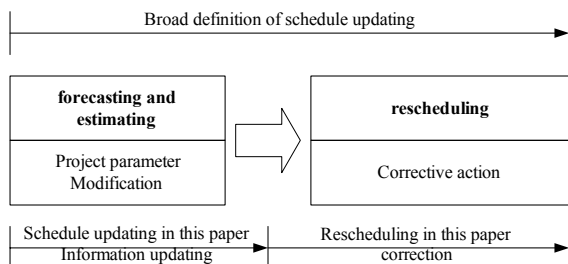 Broad definition of schedule updating
forecasting and
estimating
Project parameter
Modification
rescheduling
Corrective action
Schedule updating in this paper
Information updating
Rescheduling in this paper
correction